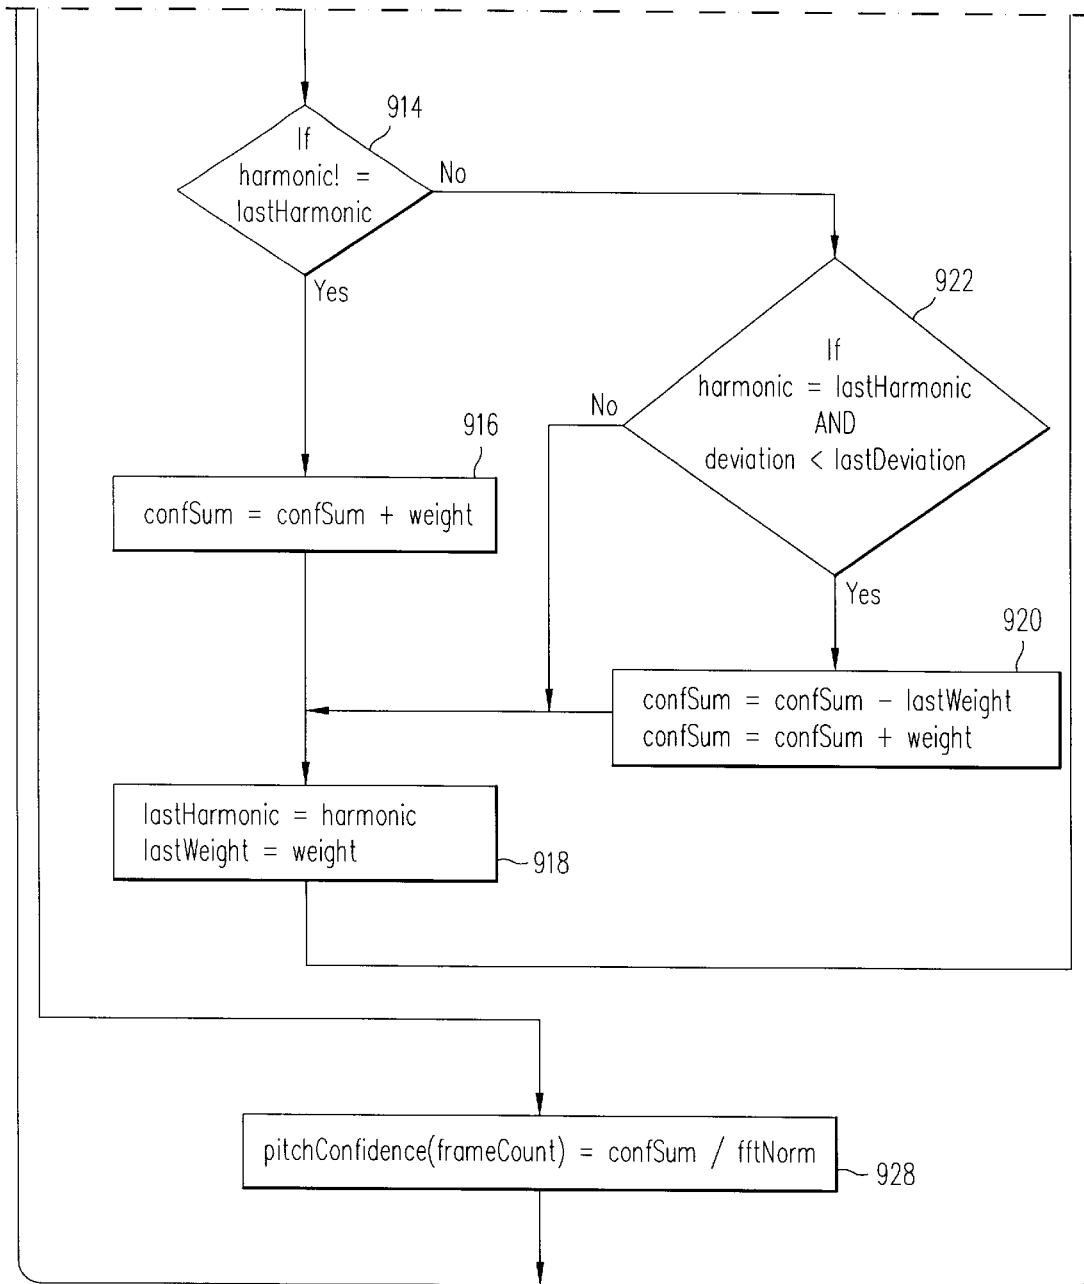 914
If
harmonic! =
lastHarmonic
No
Yes
922
If
harmonic = lastHarmonic
AND
deviation < lastDeviation
No
Yes
916
confSum = confSum + weight
920
confSum = confSum - lastWeight
confSum = confSum + weight
lastHarmonic = harmonic
lastWeight = weight
918
pitchConfidence(frameCount) = confSum / fftNorm
928